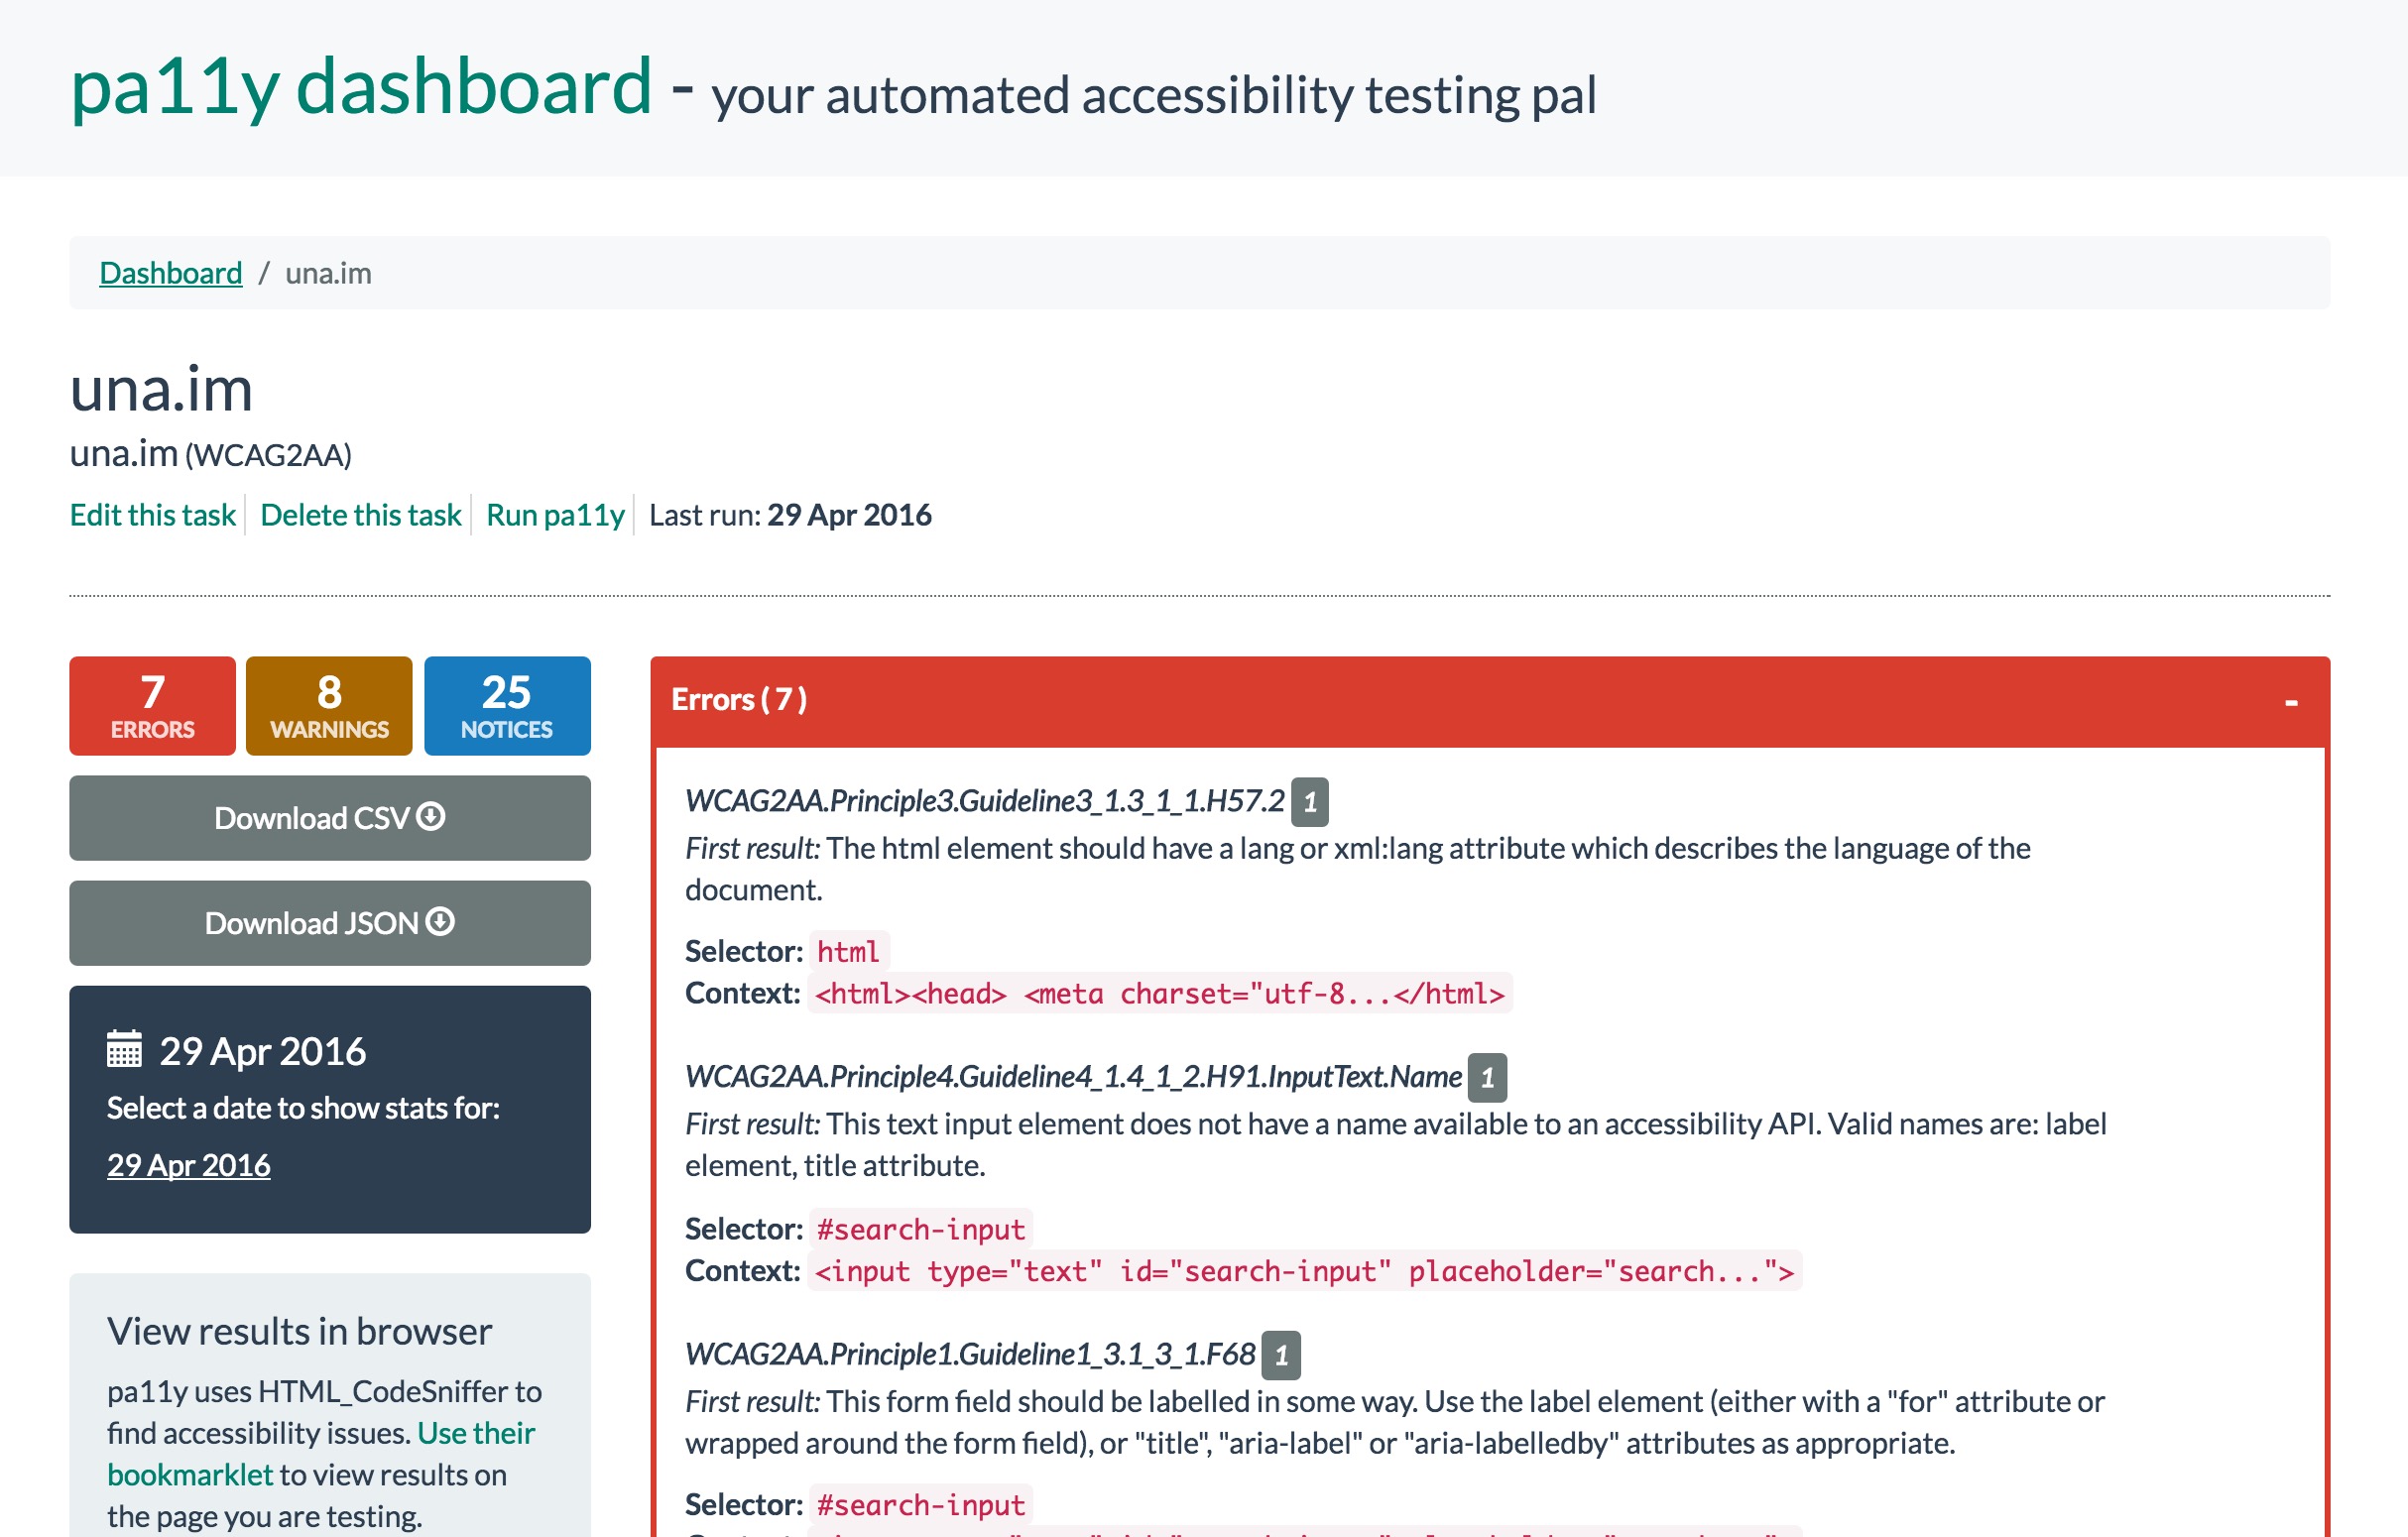 pa11y dashboard - your automated accessibility testing pal
Dashboard / una.im
una.im
una.im (WCAG2AA)
Edit this task Delete this task Run pa11y Last run: 29 Apr 2016
7
ERRORS
8
WARNINGS
25
NOTICES
Download CSV
Download JSON
29 Apr 2016
Select a date to show stats for:
29 Apr 2016
View results in browser
pa11y uses HTML_CodeSniffer to
find accessibility issues. Use their
bookmarklet to view results on
the page you are testing.
Errors ( 7 ) -
WCAG2AA.Principle3.Guideline3_1.3_1_1.H57.2 1
First result: The html element should have a lang or xml:lang attribute which describes the language of the
document.
Selector: html
Context: <html><head> <meta charset="utf-8...</html>
WCAG2AA.Principle4.Guideline4_1.4_1_2.H91.InputText.Name 1
First result: This text input element does not have a name available to an accessibility API. Valid names are: label
element, title attribute.
Selector: #search-input
Context: <input type="text" id="search-input" placeholder="search...">
WCAG2AA.Principle1.Guideline1_3.1_3_1.F68 1
First result: This form field should be labelled in some way. Use the label element (either with a "for" attribute or
wrapped around the form field), or "title", "aria-label" or "aria-labelledby" attributes as appropriate.
Selector: #search-input